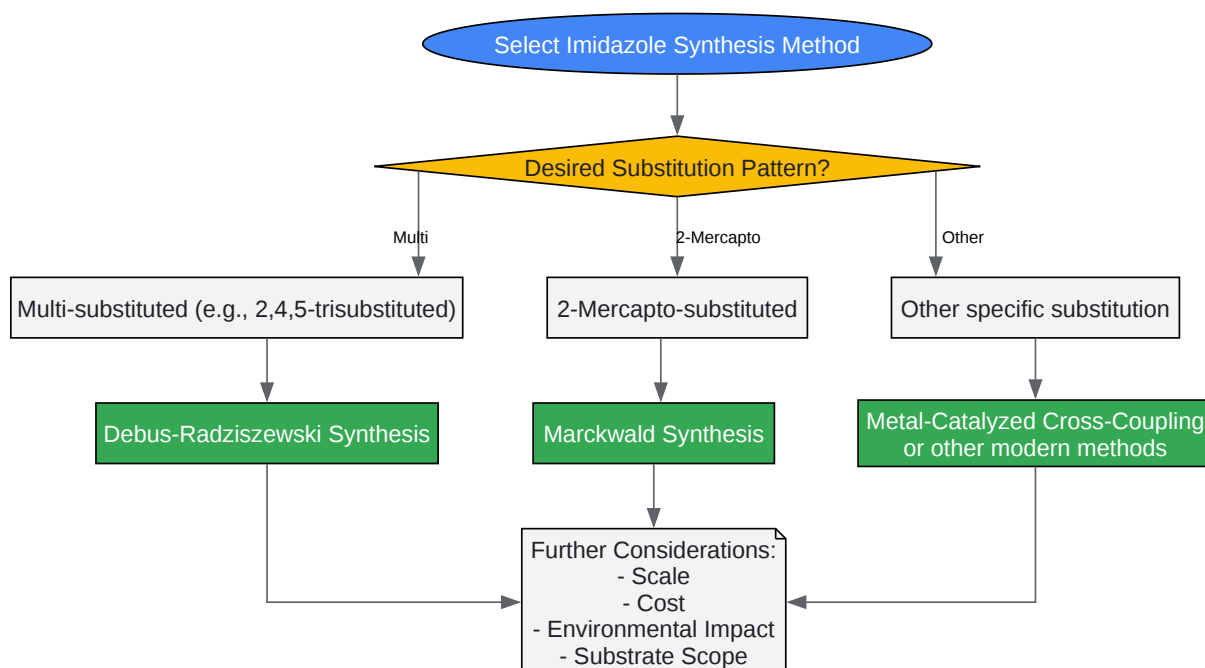 Select Imidazole Synthesis Method
Desired Substitution Pattern?
Multi
2-Mercapto
Other
Multi-substituted (e.g., 2,4,5-trisubstituted)
2-Mercapto-substituted
Other specific substitution
Debus-Radziszewski Synthesis
Marckwald Synthesis
Metal-Catalyzed Cross-Coupling
or other modern methods
Further Considerations:
- Scale
- Cost
- Environmental Impact
- Substrate Scope